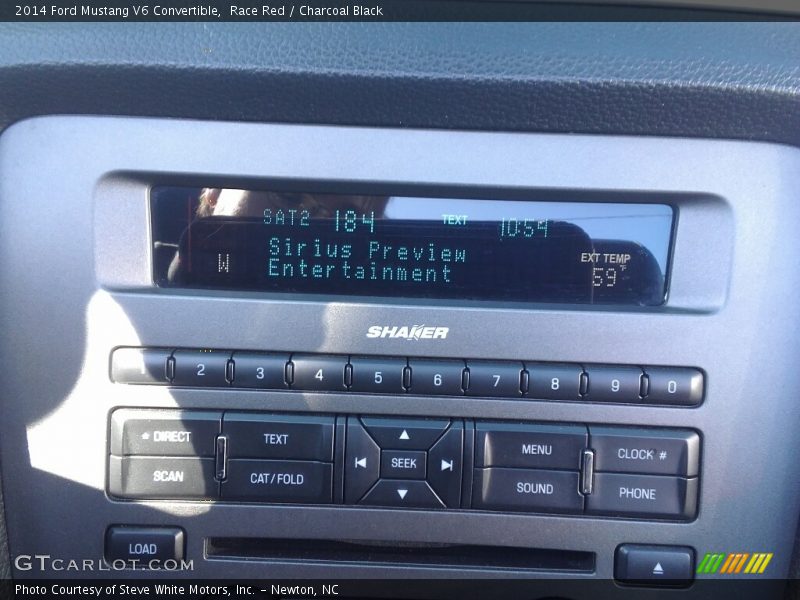 2014 Ford Mustang V6 Convertible,  Race Red / Charcoal Black
SAT2 184 TEXT 10:54
Sirius Preview
W Entertainment
EXT TEMP
59°F
SHAKER
2 3 4 5 6 7 8 9 0
* DIRECT TEXT MENU CLOCK #
SEEK
SCAN CAT/FOLD SOUND PHONE
LOAD
GTCARLOT.COM
Photo Courtesy of Steve White Motors, Inc. – Newton, NC